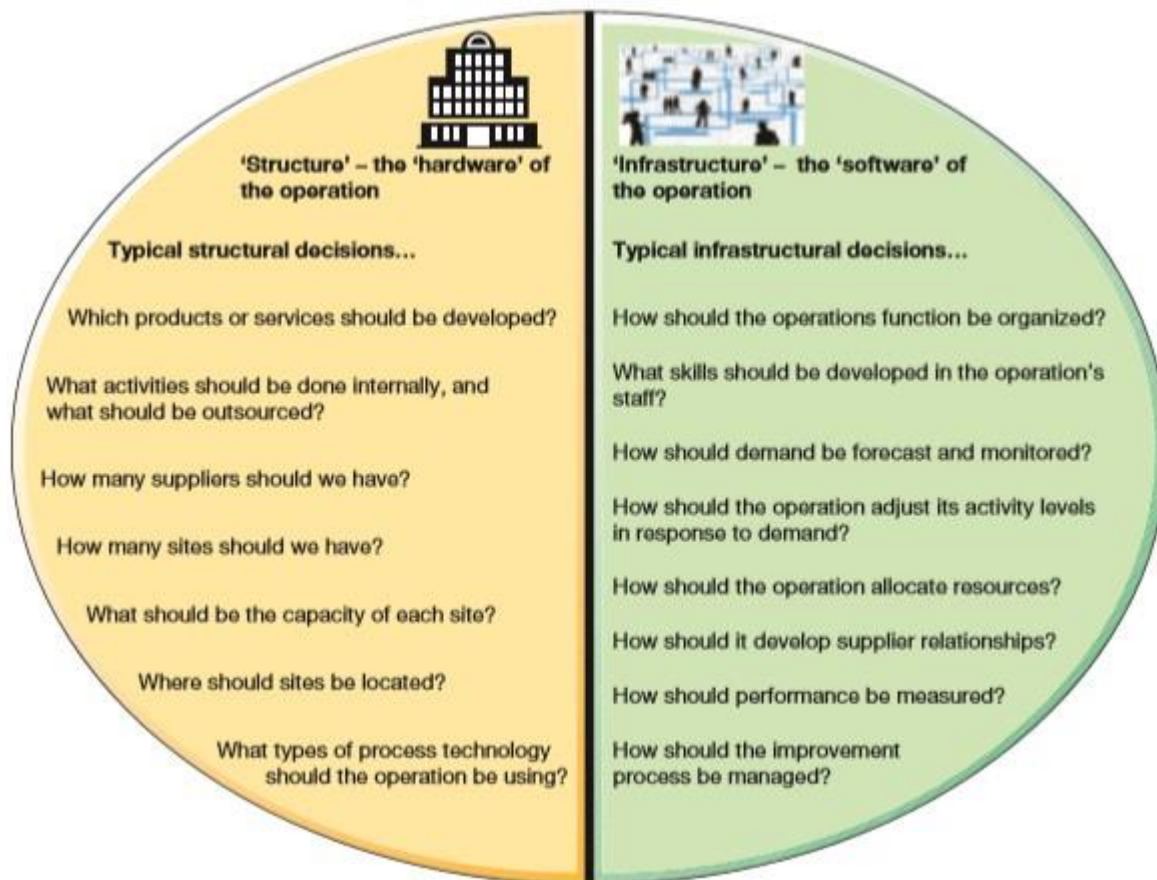 ‘Structure’ – the ‘hardware’ of
the operation
Typical structural decisions...
Which products or services should be developed?
What activities should be done internally, and
what should be outsourced?
How many suppliers should we have?
How many sites should we have?
What should be the capacity of each site?
Where should sites be located?
What types of process technology
should the operation be using?
‘Infrastructure’ – the ‘software’ of
the operation
Typical infrastructural decisions...
How should the operations function be organized?
What skills should be developed in the operation’s
staff?
How should demand be forecast and monitored?
How should the operation adjust its activity levels
in response to demand?
How should the operation allocate resources?
How should it develop supplier relationships?
How should performance be measured?
How should the improvement
process be managed?